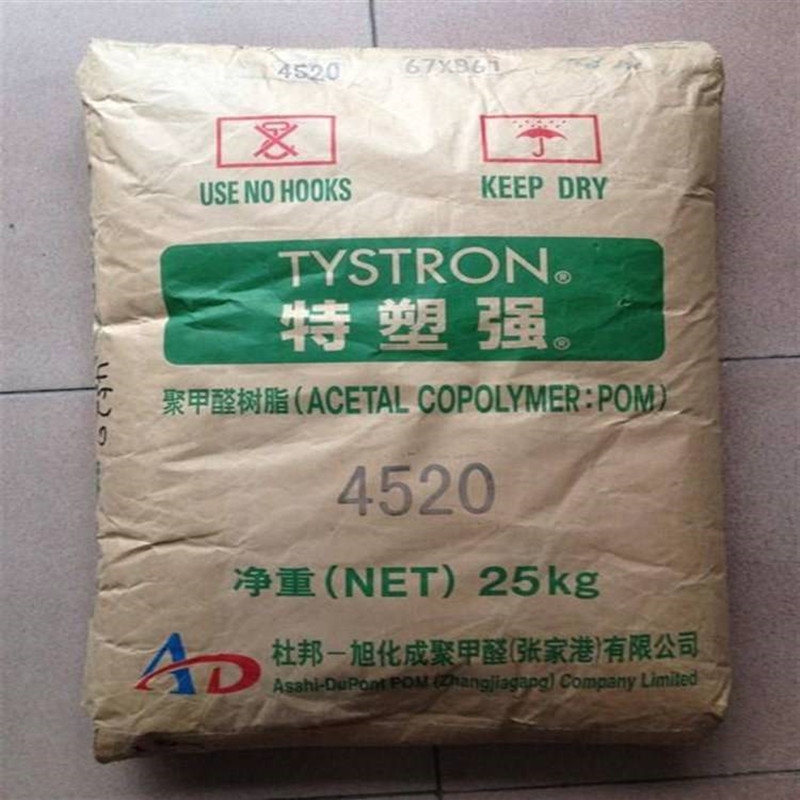 4520 67X861
USE NO HOOKS KEEP DRY
TYSTRON®
特塑强®
聚甲醛树脂(ACETAL COPOLYMER:POM)
4520
净重(NET) 25kg
AD 杜邦－旭化成聚甲醛(张家港)有限公司
Asahi-DuPont POM (Zhangjiagang) Company Limited